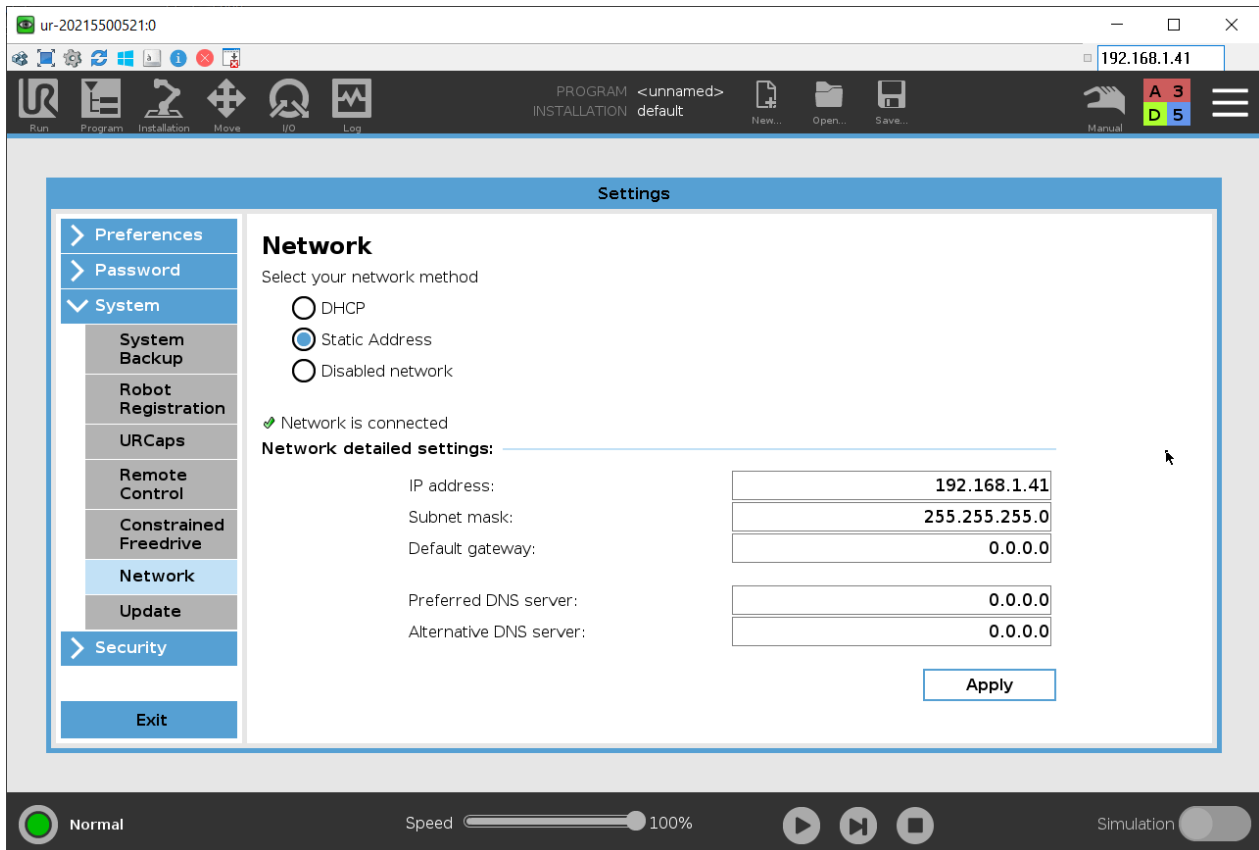 ur-20215500521:0
192.168.1.41
UR
PROGRAM <unnamed>
INSTALLATION default
A 3
D 5
Run Program Installation Move I/O Log New... Open... Save... Manual
Settings
Preferences
Password
System
System
Backup
Robot
Registration
URCaps
Remote
Control
Constrained
Freedrive
Network
Update
Security
Exit
Network
Select your network method
DHCP
Static Address
Disabled network
Network is connected
Network detailed settings:
IP address: 192.168.1.41
Subnet mask: 255.255.255.0
Default gateway: 0.0.0.0
Preferred DNS server: 0.0.0.0
Alternative DNS server: 0.0.0.0
Apply
Normal Speed 100% Simulation